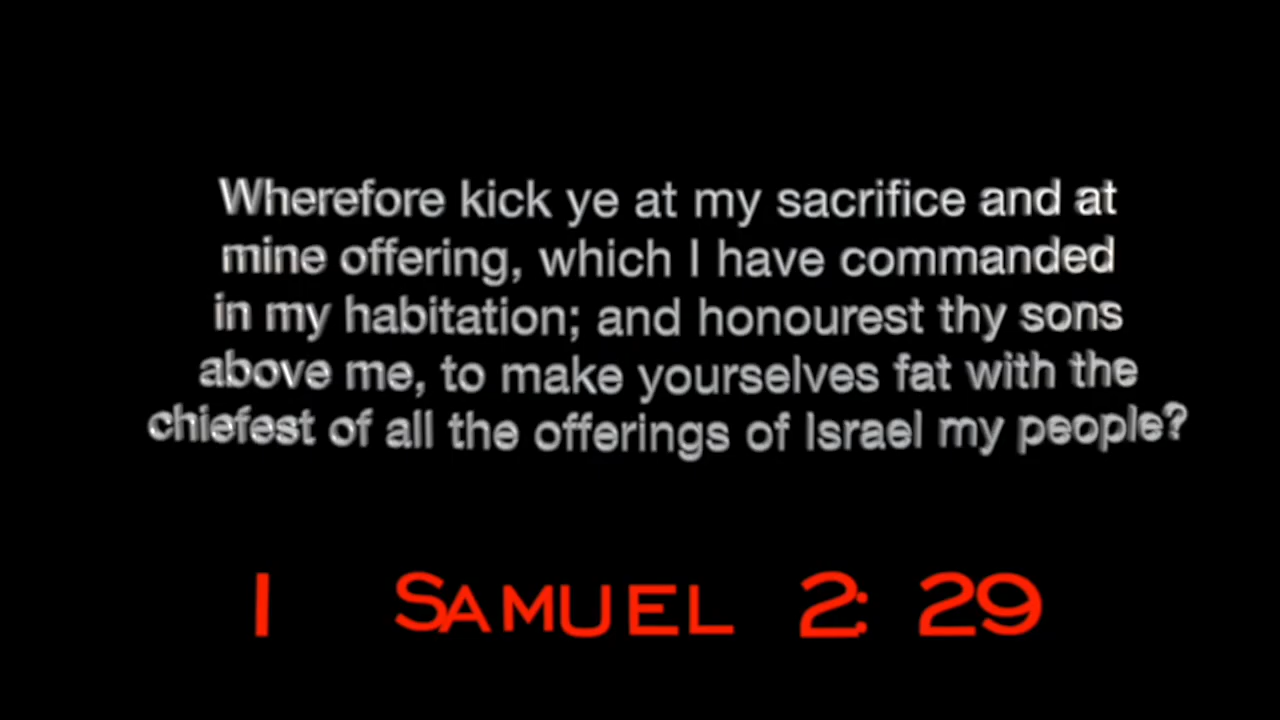 Wherefore kick ye at my sacrifice and at
mine offering, which I have commanded
in my habitation; and honourest thy sons
above me, to make yourselves fat with the
chiefest of all the offerings of Israel my people?
1 SAMUEL 2: 29